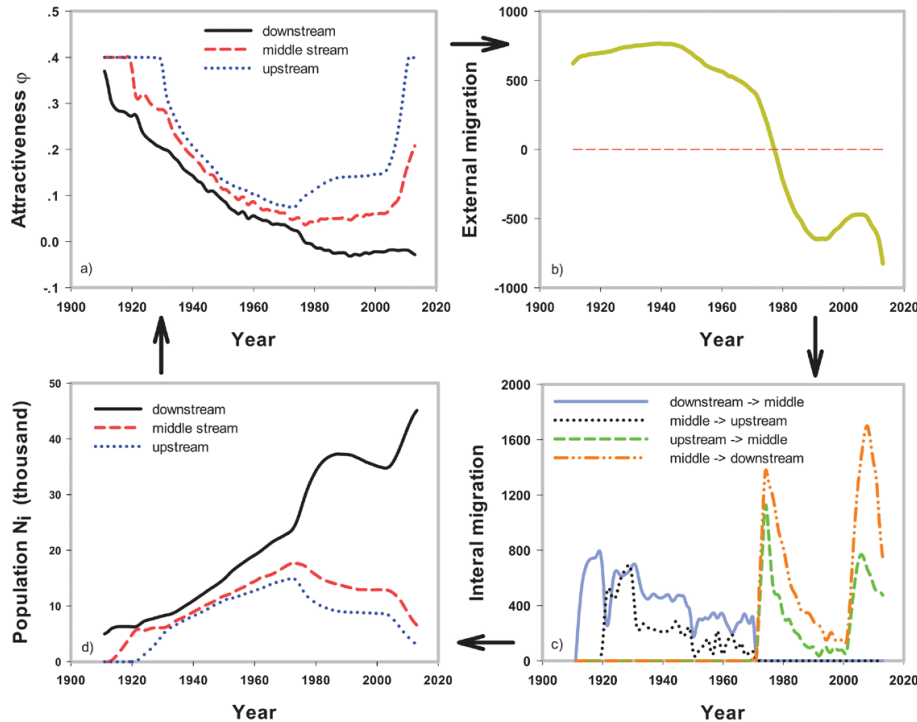 .5
.4
.3
.2
.1
0.0
-.1
Attractiveness φ
downstream
middle stream
upstream
a)
1900 1920 1940 1960 1980 2000 2020
Year
1000
500
0
-500
-1000
External migration
b)
1900 1920 1940 1960 1980 2000 2020
Year
50
40
30
20
10
0
Population Ni (thousand)
downstream
middle stream
upstream
d)
1900 1920 1940 1960 1980 2000 2020
Year
2000
1600
1200
800
400
0
Interal migration
downstream -> middle
middle -> upstream
upstream -> middle
middle -> downstream
c)
1900 1920 1940 1960 1980 2000 2020
Year